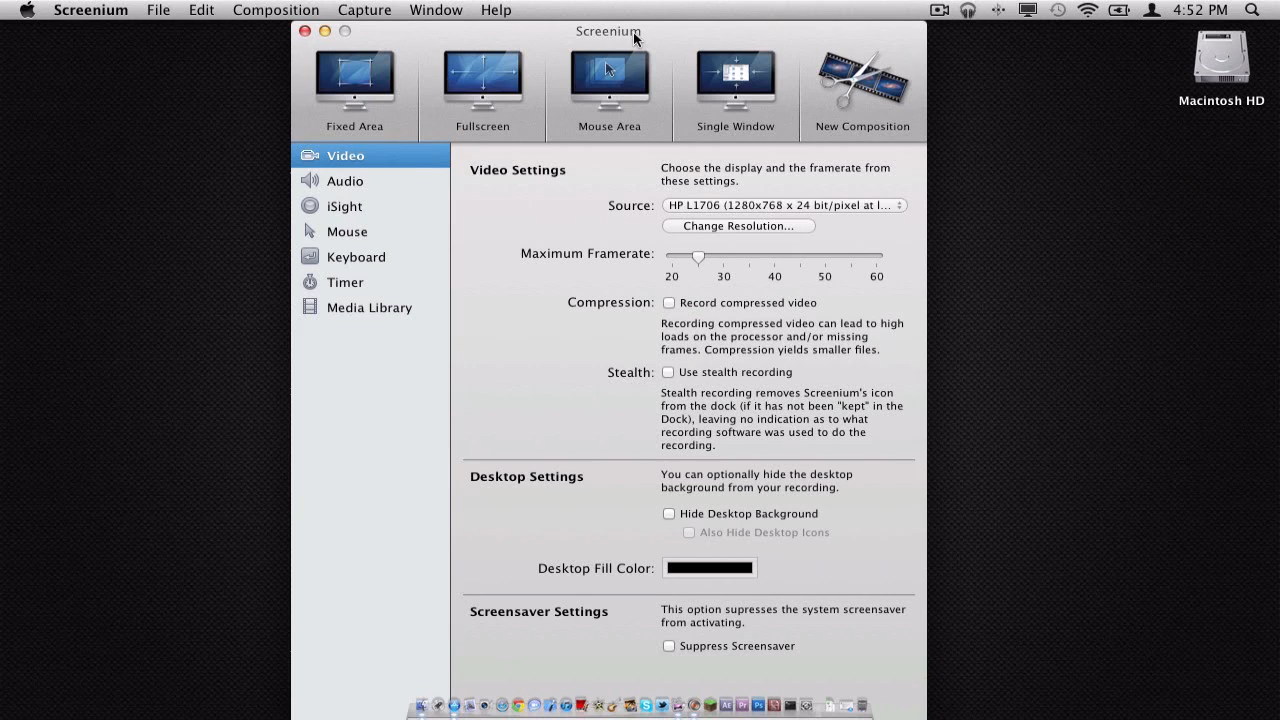 Screenium File Edit Composition Capture Window Help 4:52 PM
Screenium
Fixed Area Fullscreen Mouse Area Single Window New Composition
Macintosh HD
Video
Audio
iSight
Mouse
Keyboard
Timer
Media Library
Video Settings
Choose the display and the framerate from
these settings.
Source: HP L1706 (1280x768 x 24 bit/pixel at l...
Change Resolution...
Maximum Framerate:
20 30 40 50 60
Compression: Record compressed video
Recording compressed video can lead to high
loads on the processor and/or missing
frames. Compression yields smaller files.
Stealth: Use stealth recording
Stealth recording removes Screenium's icon
from the dock (if it has not been "kept" in the
Dock), leaving no indication as to what
recording software was used to do the
recording.
Desktop Settings
You can optionally hide the desktop
background from your recording.
Hide Desktop Background
Also Hide Desktop Icons
Desktop Fill Color:
Screensaver Settings
This option supresses the system screensaver
from activating.
Suppress Screensaver
AE Pr Ps